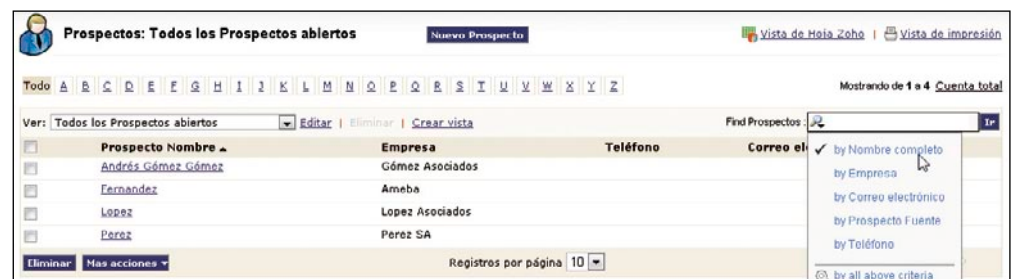 Prospectos: Todos los Prospectos abiertos Nuevo Prospecto Vista de Hoja Zoho | Vista de impresión
Todo A B C D E F G H I J K L M N O P Q R S T U V W X Y Z Mostrando de 1 a 4 Cuenta total
Ver: Todos los Prospectos abiertos Editar | Eliminar | Crear vista Find Prospectos : Ir
Prospecto Nombre Empresa Teléfono Correo el
Andrés Gómez Gómez Gómez Asociados
Fernandez Ameba
Lopez Lopez Asociados
Perez Perez SA
Eliminar Mas acciones Registros por página 10
by Nombre completo
by Empresa
by Correo electrónico
by Prospecto Fuente
by Teléfono
by all above criteria